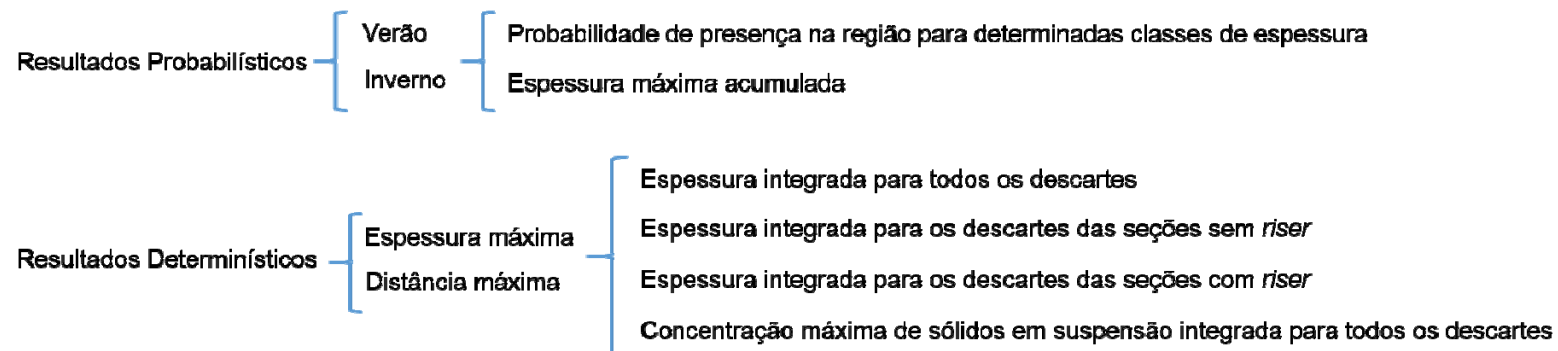 Resultados Probabilísticos
Verão
Inverno
Probabilidade de presença na região para determinadas classes de espessura
Espessura máxima acumulada
Resultados Determinísticos
Espessura máxima
Distância máxima
Espessura integrada para todos os descartes
Espessura integrada para os descartes das seções sem riser
Espessura integrada para os descartes das seções com riser
Concentração máxima de sólidos em suspensão integrada para todos os descartes